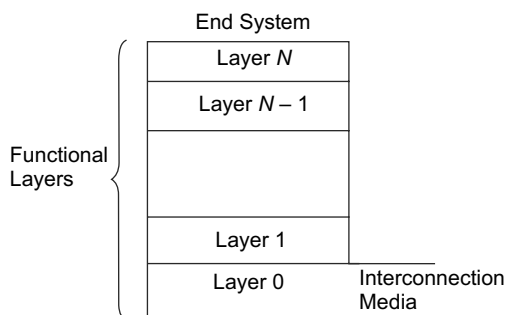 End System
Layer N
Layer N – 1
Functional
Layers
Layer 1
Layer 0
Interconnection
Media